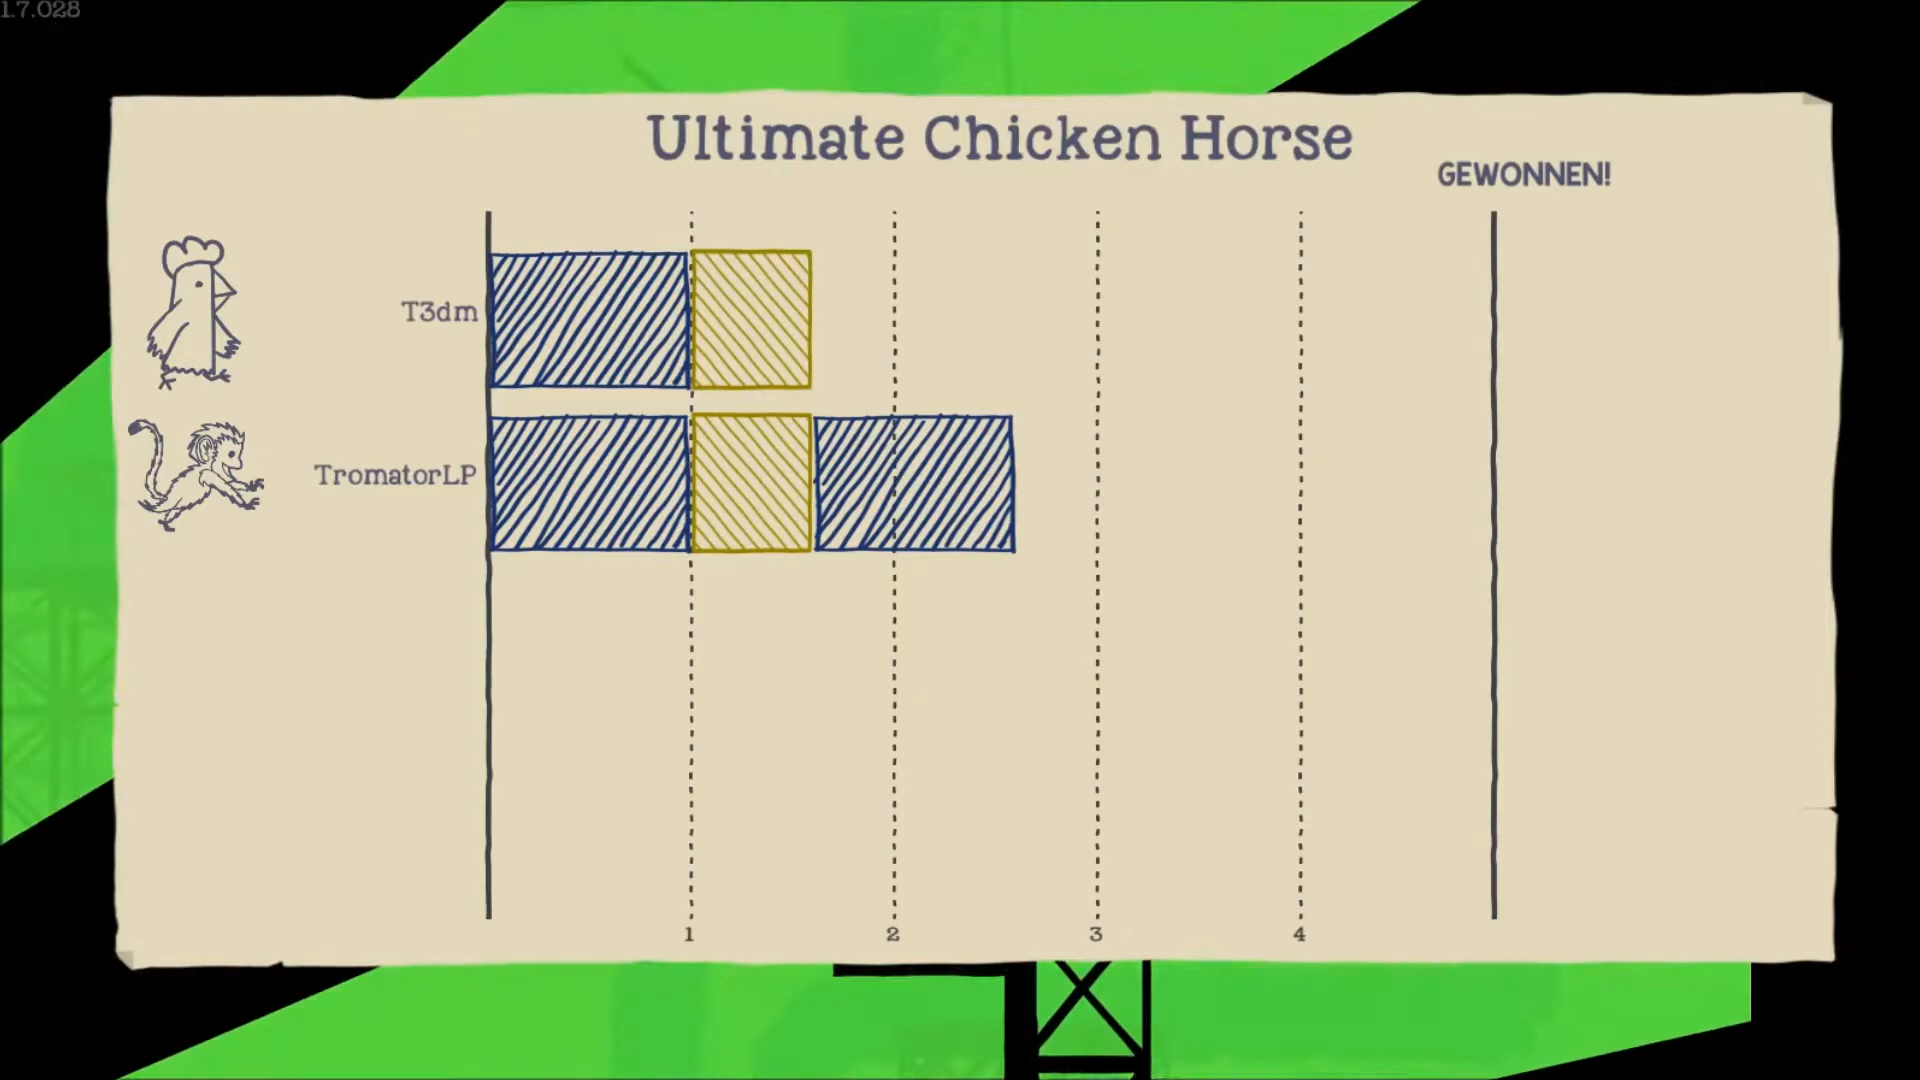 1.7.028
Ultimate Chicken Horse
GEWONNEN!
T3dm
TromatorLP
1 2 3 4